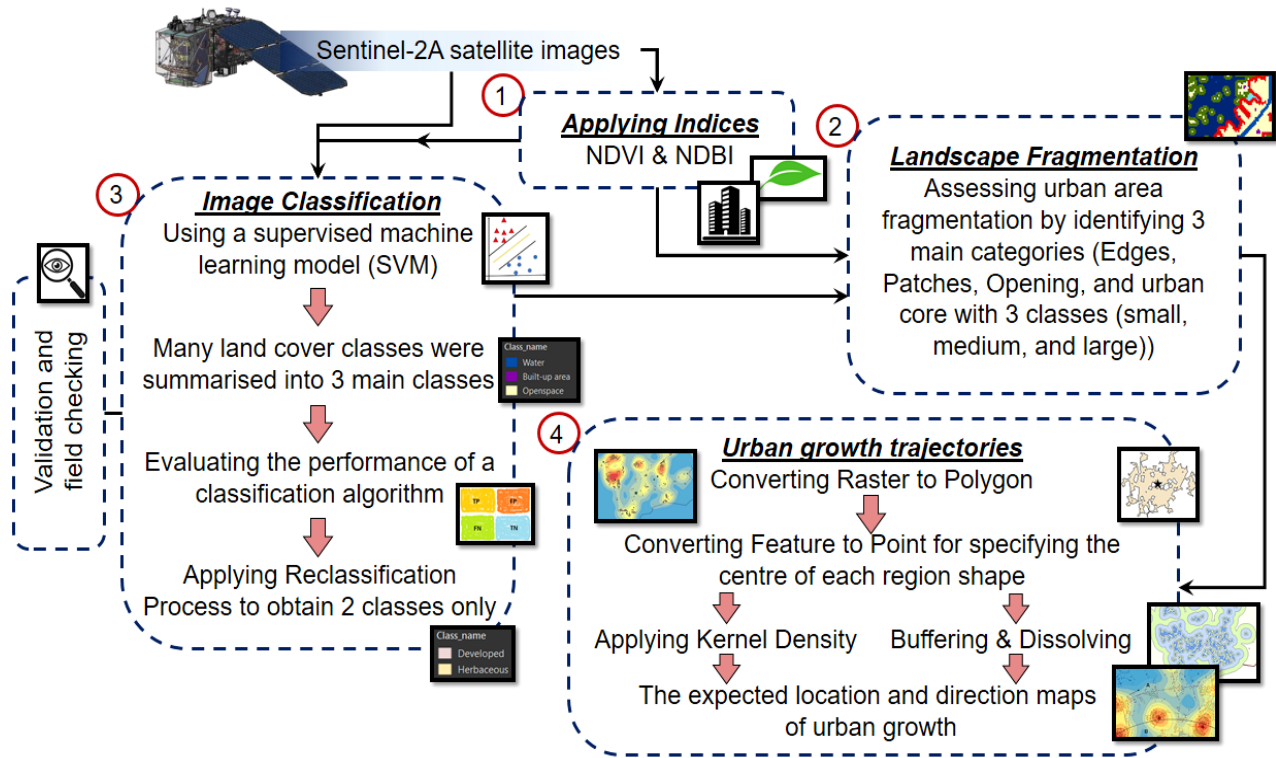 Sentinel-2A satellite images
1
Applying Indices
NDVI & NDBI
2
Landscape Fragmentation
Assessing urban area
fragmentation by identifying 3
main categories (Edges,
Patches, Opening, and urban
core with 3 classes (small,
medium, and large))
3
Image Classification
Using a supervised machine
learning model (SVM)
Many land cover classes were
summarised into 3 main classes
Class_name
Water
Built-up area
Openspace
Evaluating the performance of a
classification algorithm
TP
FP
FN
TN
Applying Reclassification
Process to obtain 2 classes only
Class_name
Developed
Herbaceous
Validation and
field checking
4
Urban growth trajectories
Converting Raster to Polygon
Converting Feature to Point for specifying the
centre of each region shape
Applying Kernel Density
Buffering & Dissolving
The expected location and direction maps
of urban growth